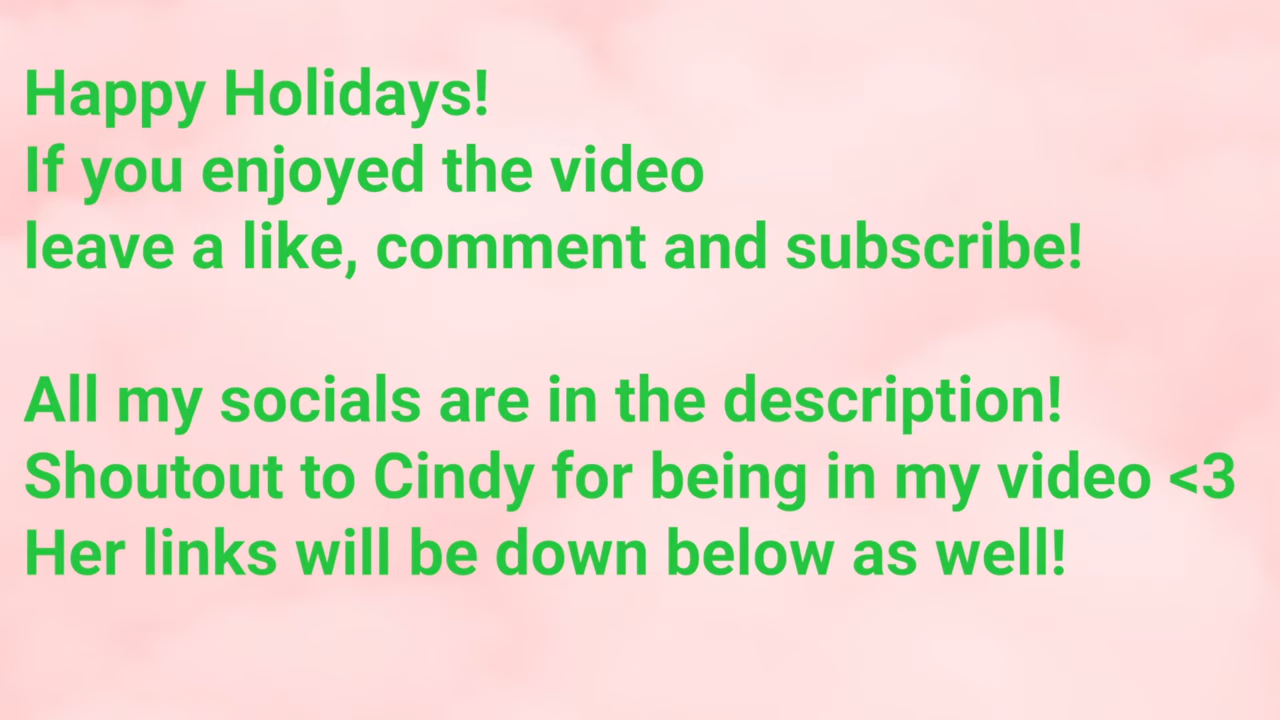 Happy Holidays!
If you enjoyed the video
leave a like, comment and subscribe!
All my socials are in the description!
Shoutout to Cindy for being in my video <3
Her links will be down below as well!